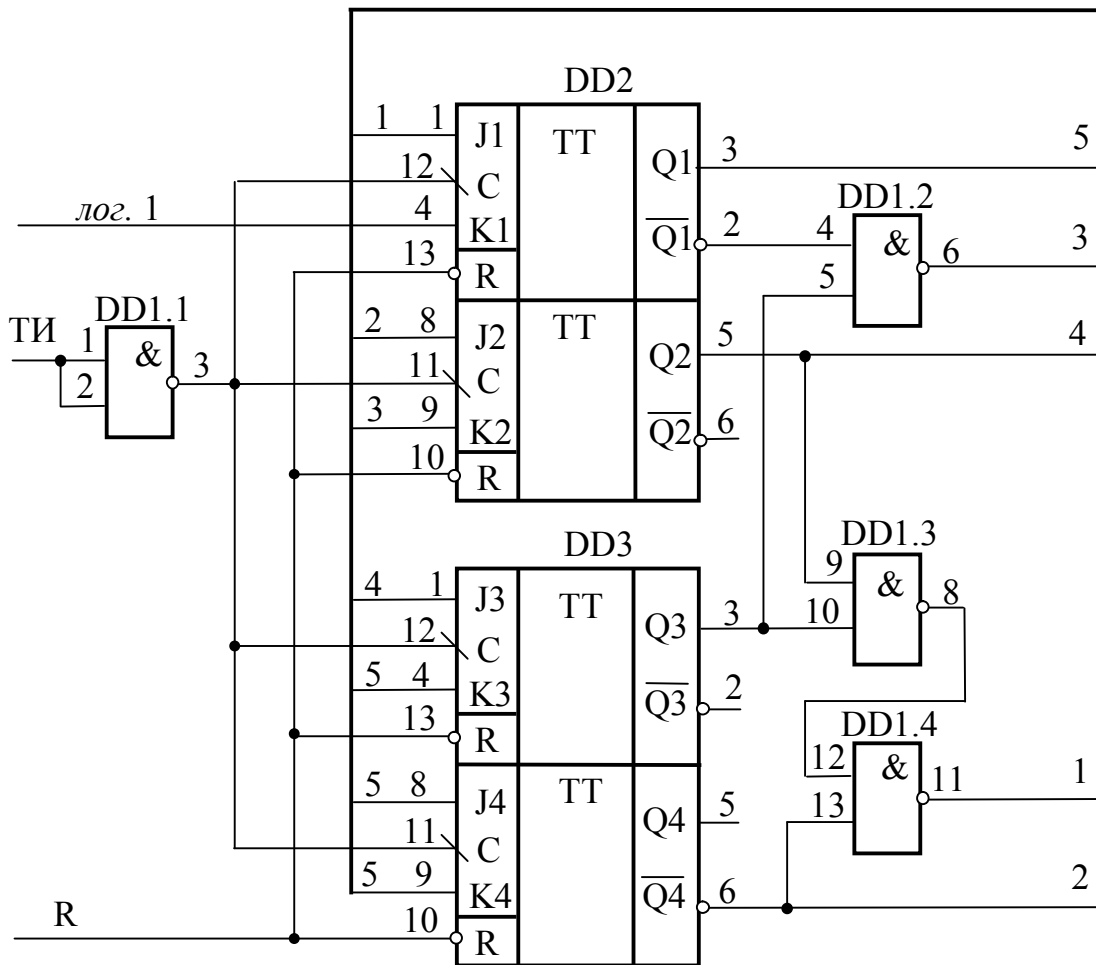 DD2
1 1 J1 TT Q1 3 5
12 C
лог. 1 4 K1 Q1 2 4 DD1.2 & 6 3
13 R 5
DD1.1
ТИ 1 & 3 2 8 J2 TT Q2 5 4
2 11 C
3 9 K2 Q2 6
10 R
DD3 DD1.3
4 1 J3 TT Q3 3 9 & 8
12 C 10
5 4 K3 Q3 2
13 R DD1.4
5 8 J4 TT Q4 5 12 & 11 1
11 C 13
5 9 K4 Q4 6 2
R 10 R